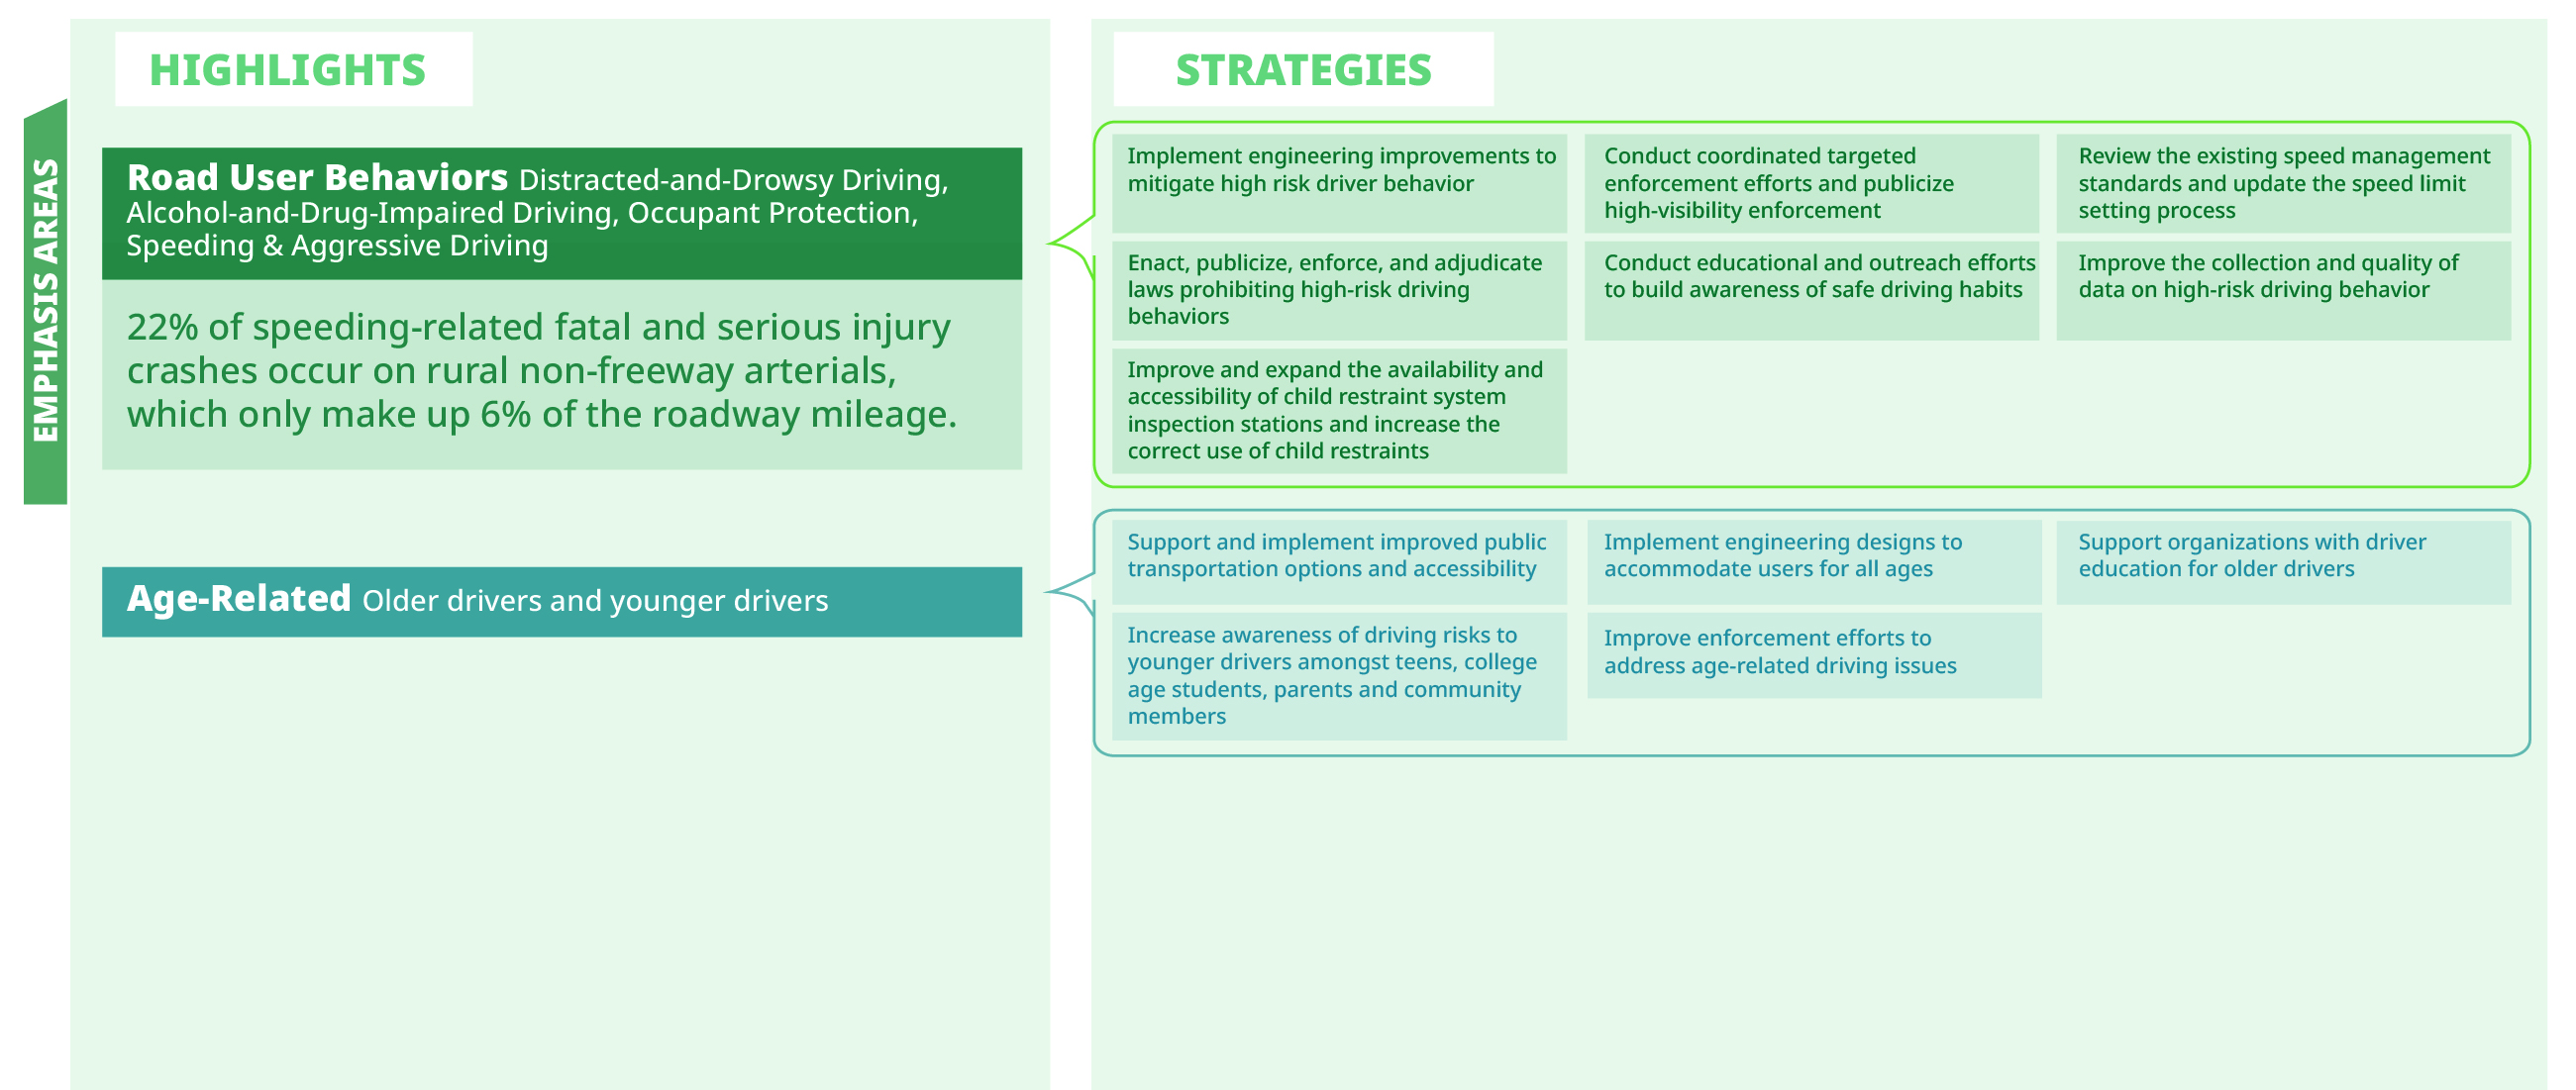 HIGHLIGHTS
STRATEGIES
EMPHASIS AREAS
Road User Behaviors Distracted-and-Drowsy Driving,
Alcohol-and-Drug-Impaired Driving, Occupant Protection,
Speeding & Aggressive Driving
22% of speeding-related fatal and serious injury
crashes occur on rural non-freeway arterials,
which only make up 6% of the roadway mileage.
Implement engineering improvements to
mitigate high risk driver behavior
Conduct coordinated targeted
enforcement efforts and publicize
high-visibility enforcement
Review the existing speed management
standards and update the speed limit
setting process
Enact, publicize, enforce, and adjudicate
laws prohibiting high-risk driving
behaviors
Conduct educational and outreach efforts
to build awareness of safe driving habits
Improve the collection and quality of
data on high-risk driving behavior
Improve and expand the availability and
accessibility of child restraint system
inspection stations and increase the
correct use of child restraints
Age-Related Older drivers and younger drivers
Support and implement improved public
transportation options and accessibility
Implement engineering designs to
accommodate users for all ages
Support organizations with driver
education for older drivers
Increase awareness of driving risks to
younger drivers amongst teens, college
age students, parents and community
members
Improve enforcement efforts to
address age-related driving issues